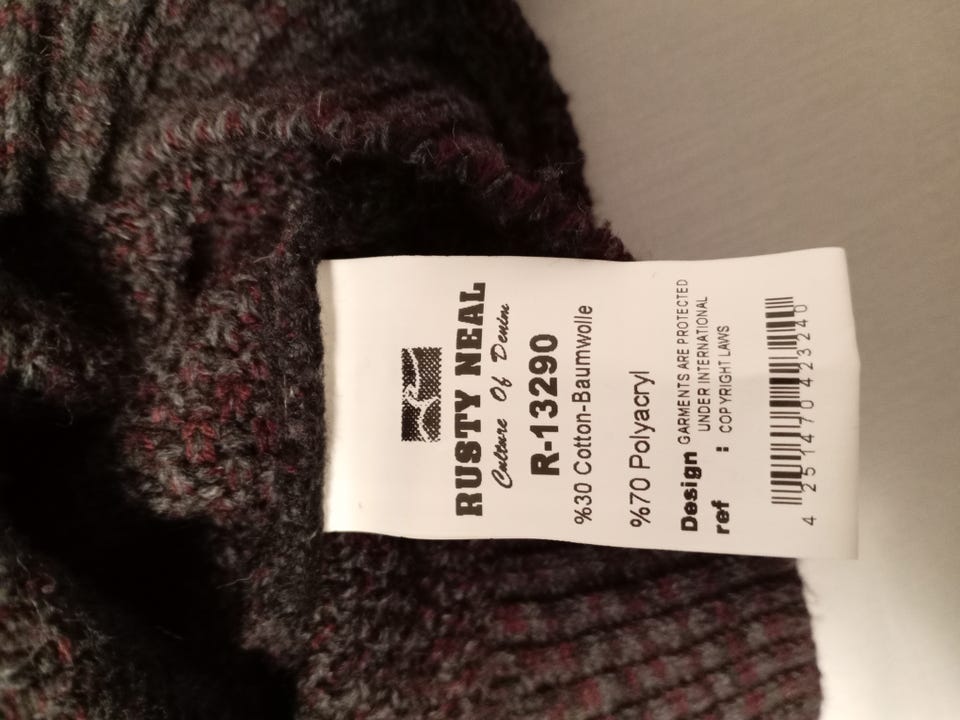 RUSTY NEAL
Culture Of Denim
R-13290
%30 Cotton-Baumwolle
%70 Polyacryl
Design GARMENTS ARE PROTECTED
UNDER INTERNATIONAL
ref : COPYRIGHT LAWS
4 251470 423240